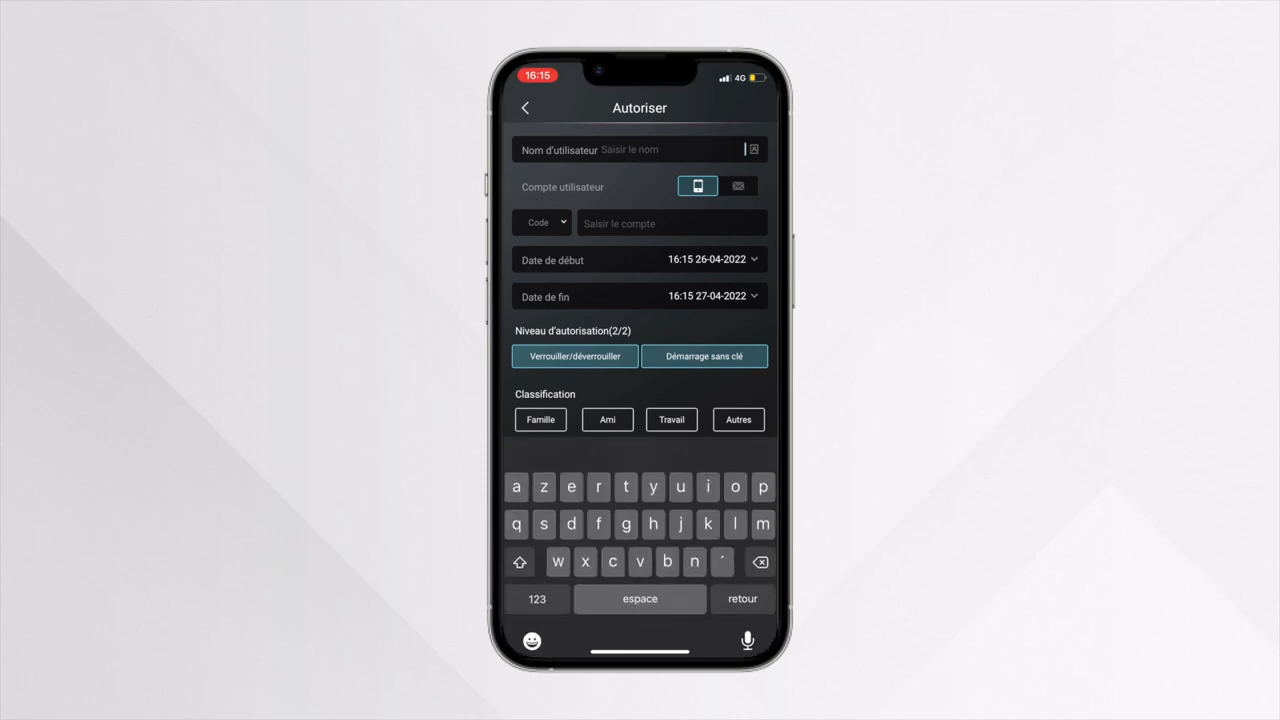 16:15
4G
Autoriser
Nom d'utilisateur Saisir le nom
Compte utilisateur
Code Saisir le compte
Date de début 16:15 26-04-2022
Date de fin 16:15 27-04-2022
Niveau d'autorisation(2/2)
Verrouiller/déverrouiller Démarrage sans clé
Classification
Famille Ami Travail Autres
a z e r t y u i o p
q s d f g h j k l m
w x c v b n ´
123 espace retour